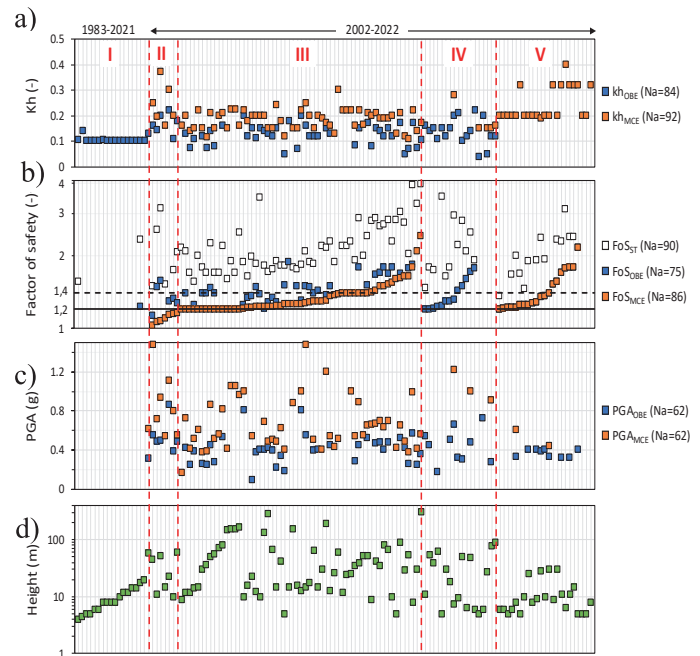 a)
1983-2021
2002-2022
I
II
III
IV
V
Kh (-)
0.5
0.4
0.3
0.2
0.1
0
khOBE (Na=84)
khMCE (Na=92)
b)
Factor of safety (-)
4
3
2
1,4
1,2
1
FoSST (Na=90)
FoSOBE (Na=75)
FoSMCE (Na=86)
c)
PGA (g)
1.2
0.8
0.4
0
PGAOBE (Na=62)
PGAMCE (Na=62)
d)
Height (m)
100
10
1